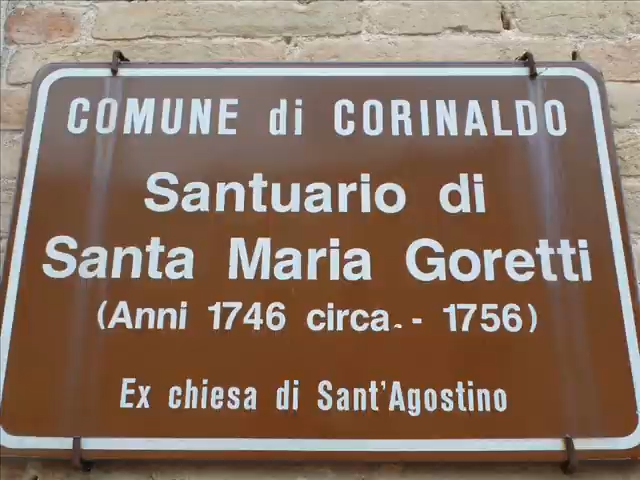 COMUNE di CORINALDO
Santuario di
Santa Maria Goretti
(Anni 1746 circa. - 1756)
Ex chiesa di Sant'Agostino